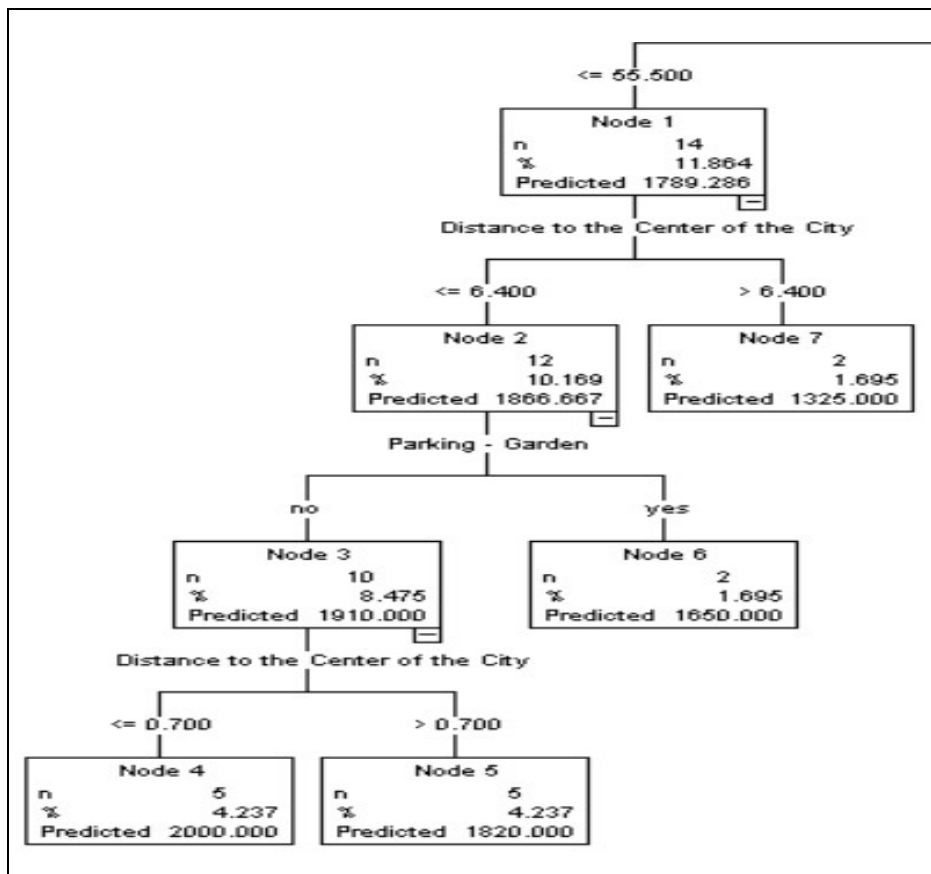 <= 55.500
Node 1
n 14
% 11.864
Predicted 1789.286
Distance to the Center of the City
<= 6.400
> 6.400
Node 2
n 12
% 10.169
Predicted 1866.667
Node 7
n 2
% 1.695
Predicted 1325.000
Parking - Garden
no
yes
Node 3
n 10
% 8.475
Predicted 1910.000
Node 6
n 2
% 1.695
Predicted 1650.000
Distance to the Center of the City
<= 0.700
> 0.700
Node 4
n 5
% 4.237
Predicted 2000.000
Node 5
n 5
% 4.237
Predicted 1820.000